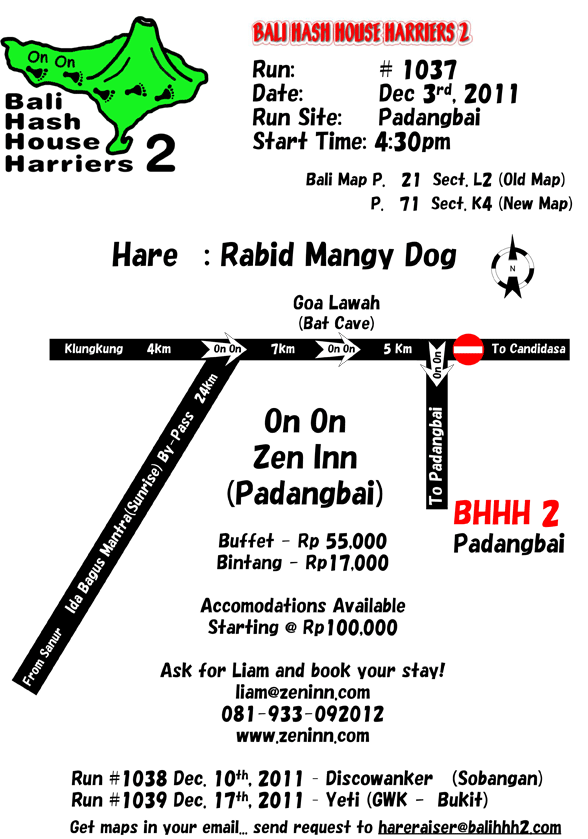 On On
Bali
Hash
House
Harriers 2
BALI HASH HOUSE HARRIERS 2
Run: # 1037
Date: Dec 3rd, 2011
Run Site: Padangbai
Start Time: 4:30pm
Bali Map P. 21 Sect. L2 (Old Map)
P. 71 Sect. K4 (New Map)
Hare : Rabid Mangy Dog
N
Goa Lawah
(Bat Cave)
Klungkung 4km On On 7km On On 5 Km To Candidasa
On On
To Padangbai
From Sanur Ida Bagus Mantra(Sunrise) By-Pass 24km
On On
Zen Inn
(Padangbai)
BHHH 2
Padangbai
Buffet - Rp 55,000
Bintang - Rp17,000
Accomodations Available
Starting @ Rp100,000
Ask for Liam and book your stay!
liam@zeninn.com
081-933-092012
www.zeninn.com
Run #1038 Dec. 10th, 2011 - Discowanker (Sobangan)
Run #1039 Dec. 17th, 2011 - Yeti (GWK - Bukit)
Get maps in your email... send request to hareraiser@balihhh2.com